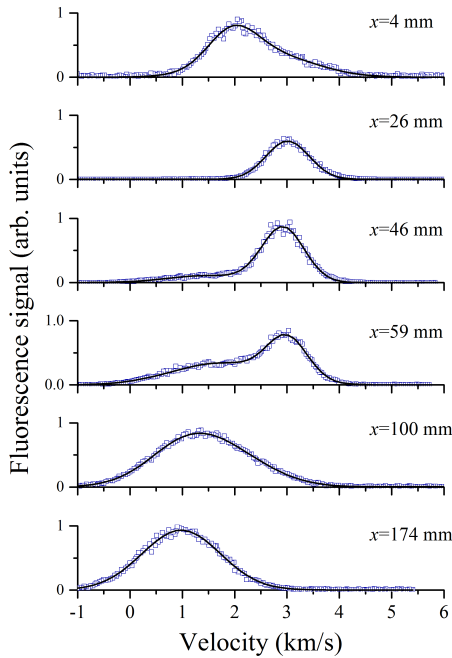 x=4 mm
1
0
x=26 mm
1
0
x=46 mm
1
0
x=59 mm
1.0
0.0
x=100 mm
1
0
x=174 mm
1
0
-1 0 1 2 3 4 5 6
Velocity (km/s)
Fluorescence signal (arb. units)